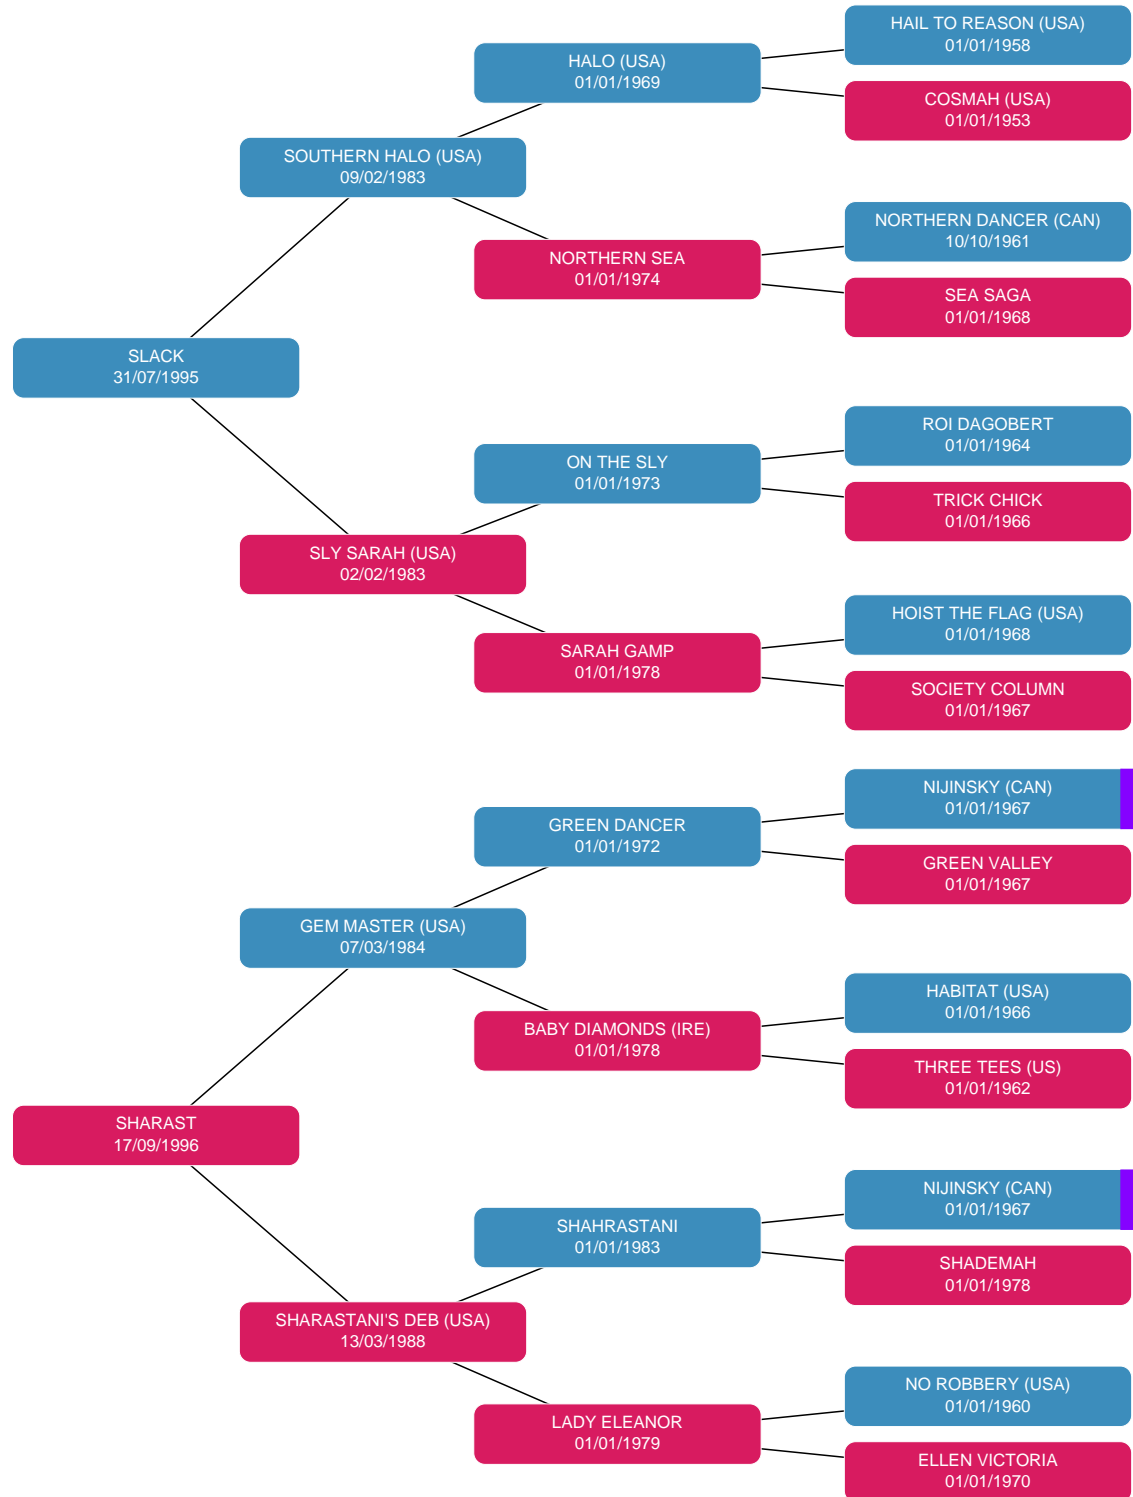 HAIL TO REASON (USA)
01/01/1958
HALO (USA)
01/01/1969
COSMAH (USA)
01/01/1953
SOUTHERN HALO (USA)
09/02/1983
NORTHERN DANCER (CAN)
10/10/1961
NORTHERN SEA
01/01/1974
SEA SAGA
01/01/1968
SLACK
31/07/1995
ROI DAGOBERT
01/01/1964
ON THE SLY
01/01/1973
TRICK CHICK
01/01/1966
SLY SARAH (USA)
02/02/1983
HOIST THE FLAG (USA)
01/01/1968
SARAH GAMP
01/01/1978
SOCIETY COLUMN
01/01/1967
NIJINSKY (CAN)
01/01/1967
GREEN DANCER
01/01/1972
GREEN VALLEY
01/01/1967
GEM MASTER (USA)
07/03/1984
HABITAT (USA)
01/01/1966
BABY DIAMONDS (IRE)
01/01/1978
THREE TEES (US)
01/01/1962
SHARAST
17/09/1996
NIJINSKY (CAN)
01/01/1967
SHAHRASTANI
01/01/1983
SHADEMAH
01/01/1978
SHARASTANI'S DEB (USA)
13/03/1988
NO ROBBERY (USA)
01/01/1960
LADY ELEANOR
01/01/1979
ELLEN VICTORIA
01/01/1970